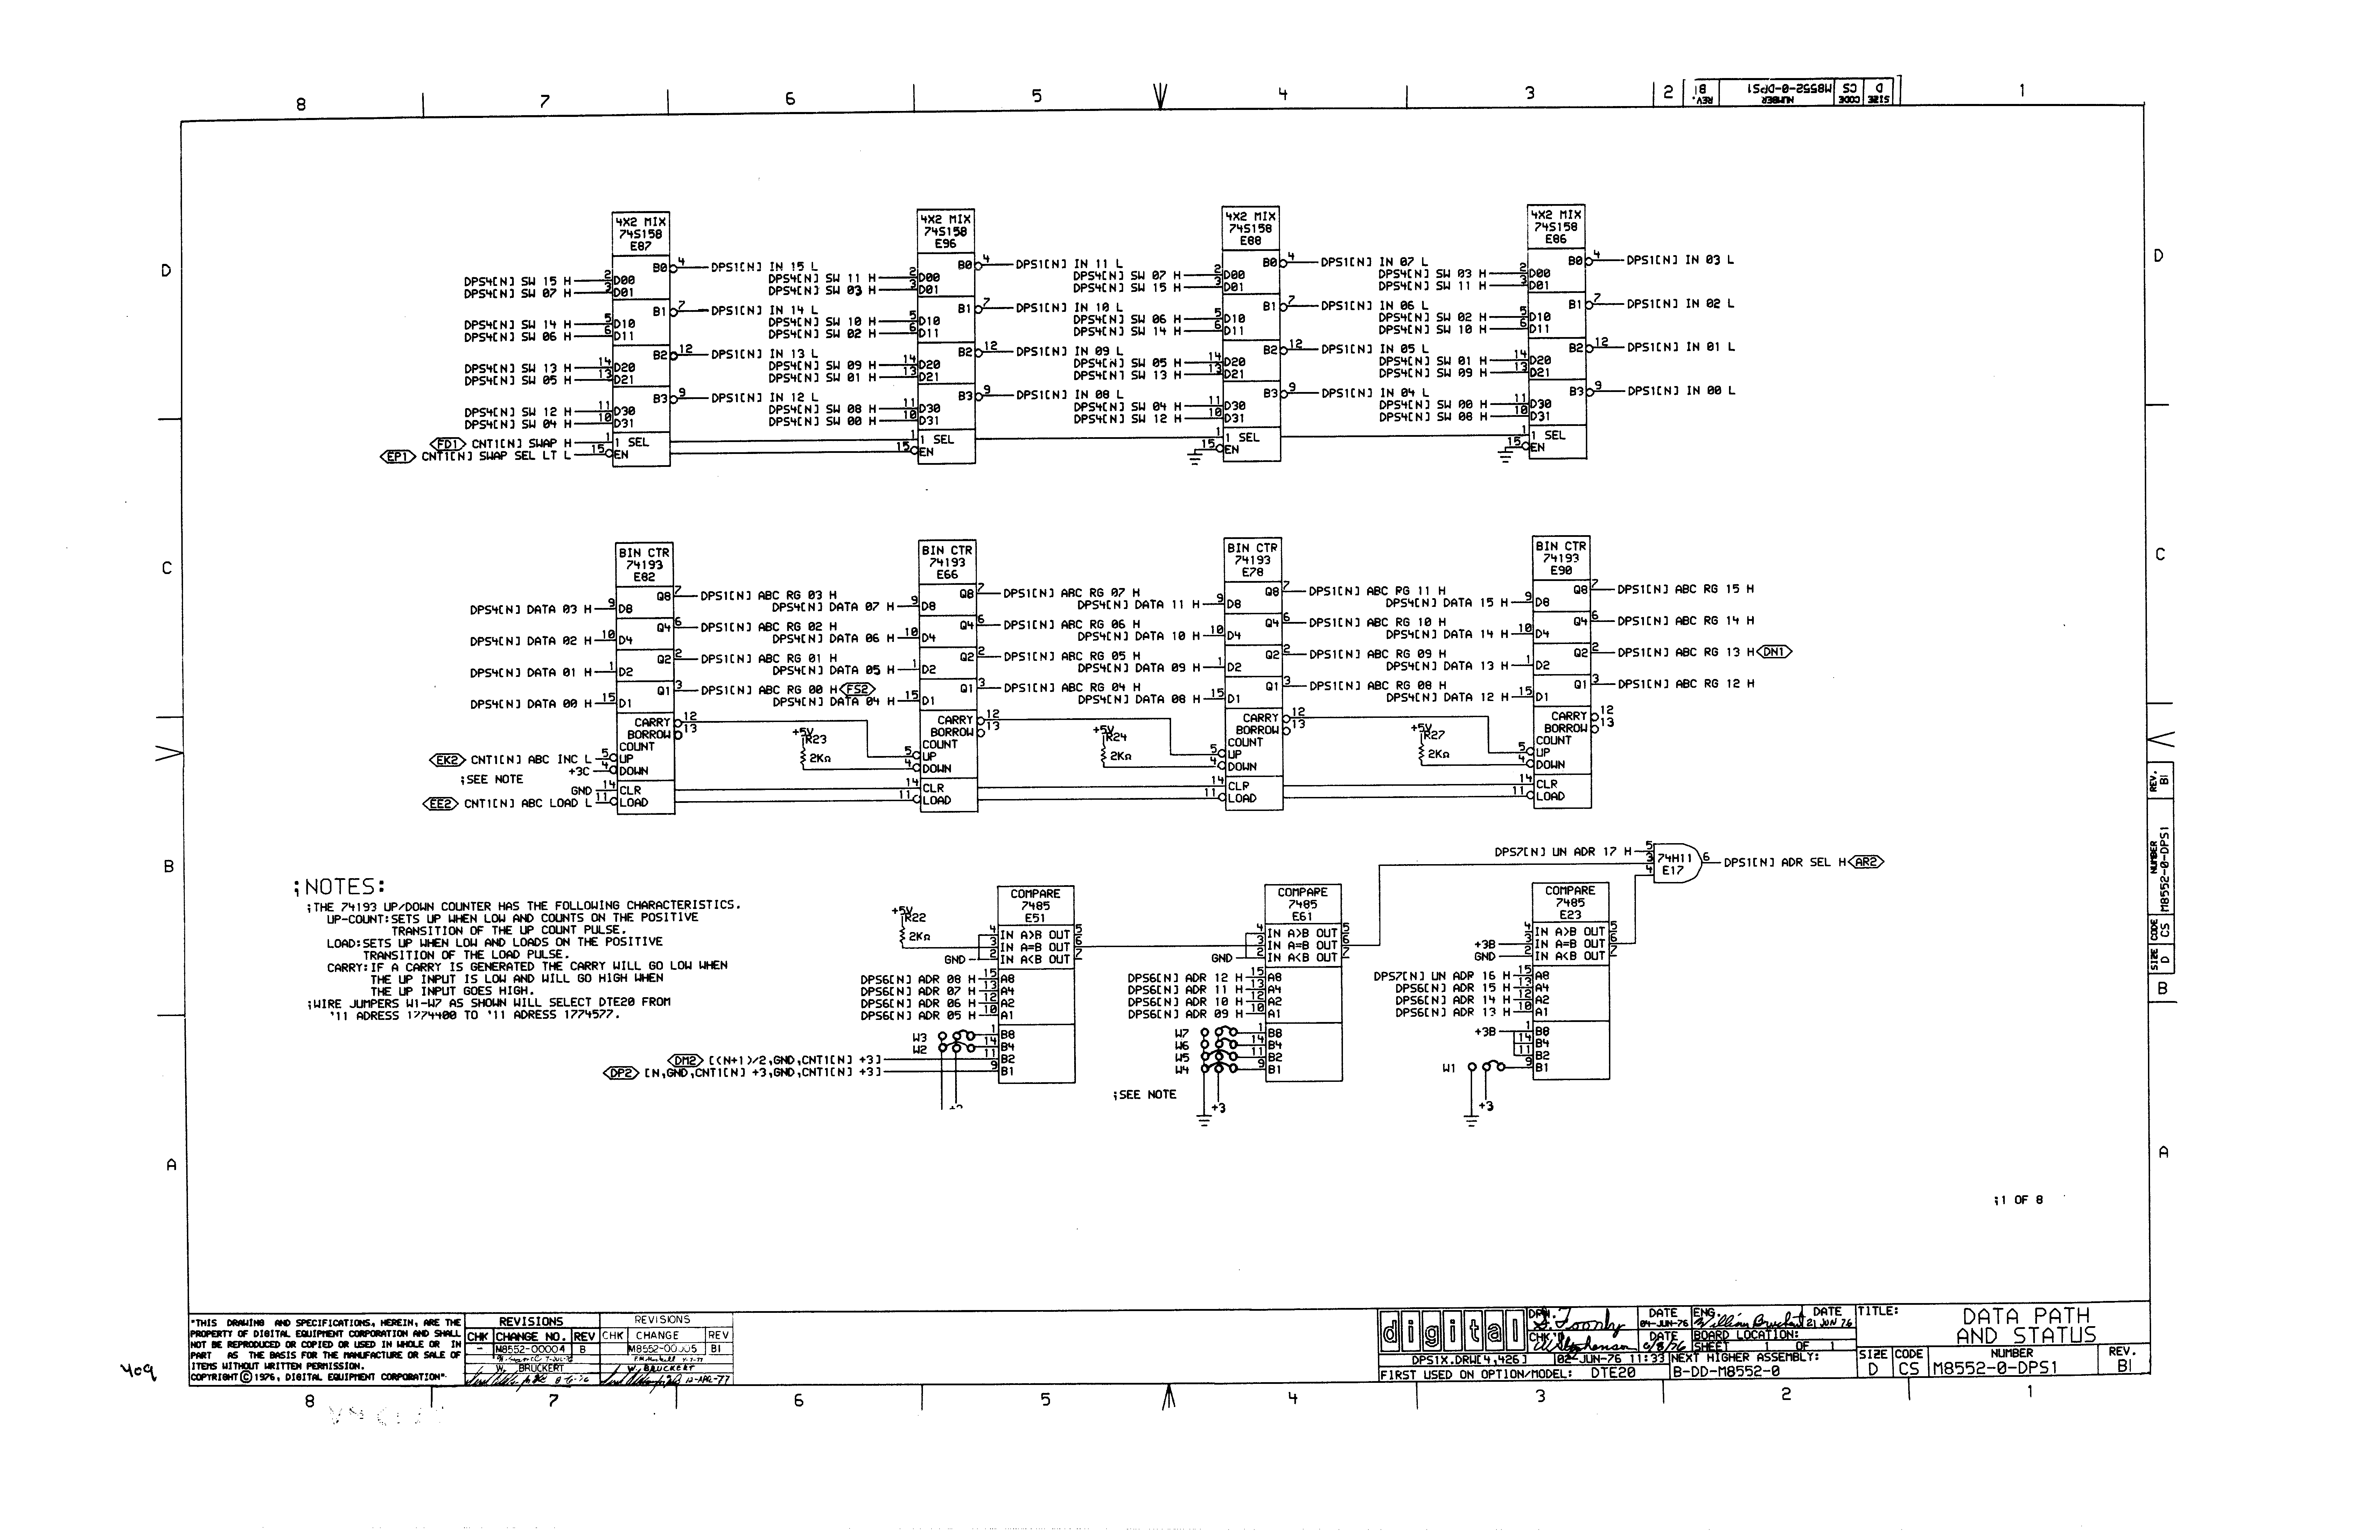 8 7 6 5 4 3 2 1
SIZE CODE NUMBER REV.
D CS M8552-0-DPS1 B1
D
4X2 MIX
74S158
E87
B0 4 DPS1[N] IN 15 L
DPS4[N] SW 15 H 2 D00
DPS4[N] SW 07 H 3 D01
B1 7 DPS1[N] IN 14 L
DPS4[N] SW 14 H 5 D10
DPS4[N] SW 06 H 6 D11
B2 12 DPS1[N] IN 13 L
DPS4[N] SW 13 H 14 D20
DPS4[N] SW 05 H 13 D21
B3 9 DPS1[N] IN 12 L
DPS4[N] SW 12 H 11 D30
DPS4[N] SW 04 H 10 D31
FD1 CNT1[N] SWAP H 1 1 SEL
EP1 CNT1[N] SWAP SEL LT L 15 EN
4X2 MIX
74S158
E96
B0 4 DPS1[N] IN 11 L
DPS4[N] SW 11 H 2 D00
DPS4[N] SW 03 H 3 D01
B1 7 DPS1[N] IN 10 L
DPS4[N] SW 10 H 5 D10
DPS4[N] SW 02 H 6 D11
B2 12 DPS1[N] IN 09 L
DPS4[N] SW 09 H 14 D20
DPS4[N] SW 01 H 13 D21
B3 9 DPS1[N] IN 08 L
DPS4[N] SW 08 H 11 D30
DPS4[N] SW 00 H 10 D31
1 1 SEL
15 EN
4X2 MIX
74S158
E88
B0 4 DPS1[N] IN 07 L
DPS4[N] SW 07 H 2 D00
DPS4[N] SW 15 H 3 D01
B1 7 DPS1[N] IN 06 L
DPS4[N] SW 06 H 5 D10
DPS4[N] SW 14 H 6 D11
B2 12 DPS1[N] IN 05 L
DPS4[N] SW 05 H 14 D20
DPS4[N] SW 13 H 13 D21
B3 9 DPS1[N] IN 04 L
DPS4[N] SW 04 H 11 D30
DPS4[N] SW 12 H 10 D31
1 1 SEL
15 EN
4X2 MIX
74S158
E86
B0 4 DPS1[N] IN 03 L
DPS4[N] SW 03 H 2 D00
DPS4[N] SW 11 H 3 D01
B1 7 DPS1[N] IN 02 L
DPS4[N] SW 02 H 5 D10
DPS4[N] SW 10 H 6 D11
B2 12 DPS1[N] IN 01 L
DPS4[N] SW 01 H 14 D20
DPS4[N] SW 09 H 13 D21
B3 9 DPS1[N] IN 00 L
DPS4[N] SW 00 H 11 D30
DPS4[N] SW 08 H 10 D31
1 1 SEL
15 EN
D
C
BIN CTR
74193
E82
Q8 7 DPS1[N] ABC RG 03 H
DPS4[N] DATA 03 H 9 D8
Q4 6 DPS1[N] ABC RG 02 H
DPS4[N] DATA 02 H 10 D4
Q2 2 DPS1[N] ABC RG 01 H
DPS4[N] DATA 01 H 1 D2
Q1 3 DPS1[N] ABC RG 00 H FS2
DPS4[N] DATA 00 H 15 D1
CARRY 12
BORROW 13
COUNT
EK2 CNT1[N] ABC INC L 5 UP
+3C 4 DOWN
;SEE NOTE
GND 14 CLR
EE2 CNT1[N] ABC LOAD L 11 LOAD
BIN CTR
74193
E66
Q8 7 DPS1[N] ABC RG 07 H
DPS4[N] DATA 07 H 9 D8
Q4 6 DPS1[N] ABC RG 06 H
DPS4[N] DATA 06 H 10 D4
Q2 2 DPS1[N] ABC RG 05 H
DPS4[N] DATA 05 H 1 D2
Q1 3 DPS1[N] ABC RG 04 H
DPS4[N] DATA 04 H 15 D1
CARRY 12
BORROW 13
COUNT
+5V
R23
2KΩ
5 UP
4 DOWN
14 CLR
11 LOAD
BIN CTR
74193
E78
Q8 7 DPS1[N] ABC RG 11 H
DPS4[N] DATA 11 H 9 D8
Q4 6 DPS1[N] ABC RG 10 H
DPS4[N] DATA 10 H 10 D4
Q2 2 DPS1[N] ABC RG 09 H
DPS4[N] DATA 09 H 1 D2
Q1 3 DPS1[N] ABC RG 08 H
DPS4[N] DATA 08 H 15 D1
CARRY 12
BORROW 13
COUNT
+5V
R24
2KΩ
5 UP
4 DOWN
14 CLR
11 LOAD
BIN CTR
74193
E90
Q8 7 DPS1[N] ABC RG 15 H
DPS4[N] DATA 15 H 9 D8
Q4 6 DPS1[N] ABC RG 14 H
DPS4[N] DATA 14 H 10 D4
Q2 2 DPS1[N] ABC RG 13 H DN1
DPS4[N] DATA 13 H 1 D2
Q1 3 DPS1[N] ABC RG 12 H
DPS4[N] DATA 12 H 15 D1
CARRY 12
BORROW 13
COUNT
+5V
R27
2KΩ
5 UP
4 DOWN
14 CLR
11 LOAD
C
B
;NOTES:
;THE 74193 UP/DOWN COUNTER HAS THE FOLLOWING CHARACTERISTICS.
UP-COUNT:SETS UP WHEN LOW AND COUNTS ON THE POSITIVE
TRANSITION OF THE UP COUNT PULSE.
LOAD:SETS UP WHEN LOW AND LOADS ON THE POSITIVE
TRANSITION OF THE LOAD PULSE.
CARRY:IF A CARRY IS GENERATED THE CARRY WILL GO LOW WHEN
THE UP INPUT IS LOW AND WILL GO HIGH WHEN
THE UP INPUT GOES HIGH.
;WIRE JUMPERS W1-W7 AS SHOWN WILL SELECT DTE20 FROM
'11 ADRESS 1774400 TO '11 ADRESS 1774577.
COMPARE
7485
E51
+5V
R22
2KΩ
4 IN A>B OUT 5
3 IN A=B OUT 6
GND 2 IN A<B OUT 7
DPS6[N] ADR 08 H 15 A8
DPS6[N] ADR 07 H 13 A4
DPS6[N] ADR 06 H 12 A2
DPS6[N] ADR 05 H 10 A1
W3 1 B8
W2 14 B4
DM2 [(N+1)/2,GND,CNT1[N] +3] 11 B2
DP2 [N,GND,CNT1[N] +3,GND,CNT1[N] +3] 9 B1
COMPARE
7485
E61
4 IN A>B OUT 5
3 IN A=B OUT 6
GND 2 IN A<B OUT 7
DPS6[N] ADR 12 H 15 A8
DPS6[N] ADR 11 H 13 A4
DPS6[N] ADR 10 H 12 A2
DPS6[N] ADR 09 H 10 A1
W7 1 B8
W6 14 B4
W5 11 B2
W4 9 B1
;SEE NOTE
+3
DPS7[N] UN ADR 17 H 5
3
4
74H11
E17
6 DPS1[N] ADR SEL H AR2
COMPARE
7485
E23
4 IN A>B OUT 5
+3B 3 IN A=B OUT 6
GND 2 IN A<B OUT 7
DPS7[N] UN ADR 16 H 15 A8
DPS6[N] ADR 15 H 13 A4
DPS6[N] ADR 14 H 12 A2
DPS6[N] ADR 13 H 10 A1
+3B 1 B8
14 B4
11 B2
W1 9 B1
+3
SIZE CODE NUMBER REV.
D CS M8552-0-DPS1 B1
B
A
A
;1 OF 8
"THIS DRAWING AND SPECIFICATIONS, HEREIN, ARE THE
PROPERTY OF DIGITAL EQUIPMENT CORPORATION AND SHALL
NOT BE REPRODUCED OR COPIED OR USED IN WHOLE OR IN
PART AS THE BASIS FOR THE MANUFACTURE OR SALE OF
ITEMS WITHOUT WRITTEN PERMISSION.
COPYRIGHT © 1976, DIGITAL EQUIPMENT CORPORATION"
REVISIONS
CHK CHANGE NO. REV
- M8552-00004 B
W. BRUCKERT
8-6-76
REVISIONS
CHK CHANGE REV
M8552-00005 B1
W. BRUCKERT
12-APR-77
digital
DRN.
DATE
04-JUN-76
ENG.
William Bruckert
DATE
21 JUN 76
CHK'D
DATE
6/8/76
BOARD LOCATION:
SHEET 1 OF 1
DPS1X.DRW[4,426] 02-JUN-76 11:33
NEXT HIGHER ASSEMBLY:
FIRST USED ON OPTION/MODEL: DTE20
B-DD-M8552-0
TITLE:
DATA PATH
AND STATUS
SIZE CODE NUMBER REV.
D CS M8552-0-DPS1 B1
409
8 7 6 5 4 3 2 1